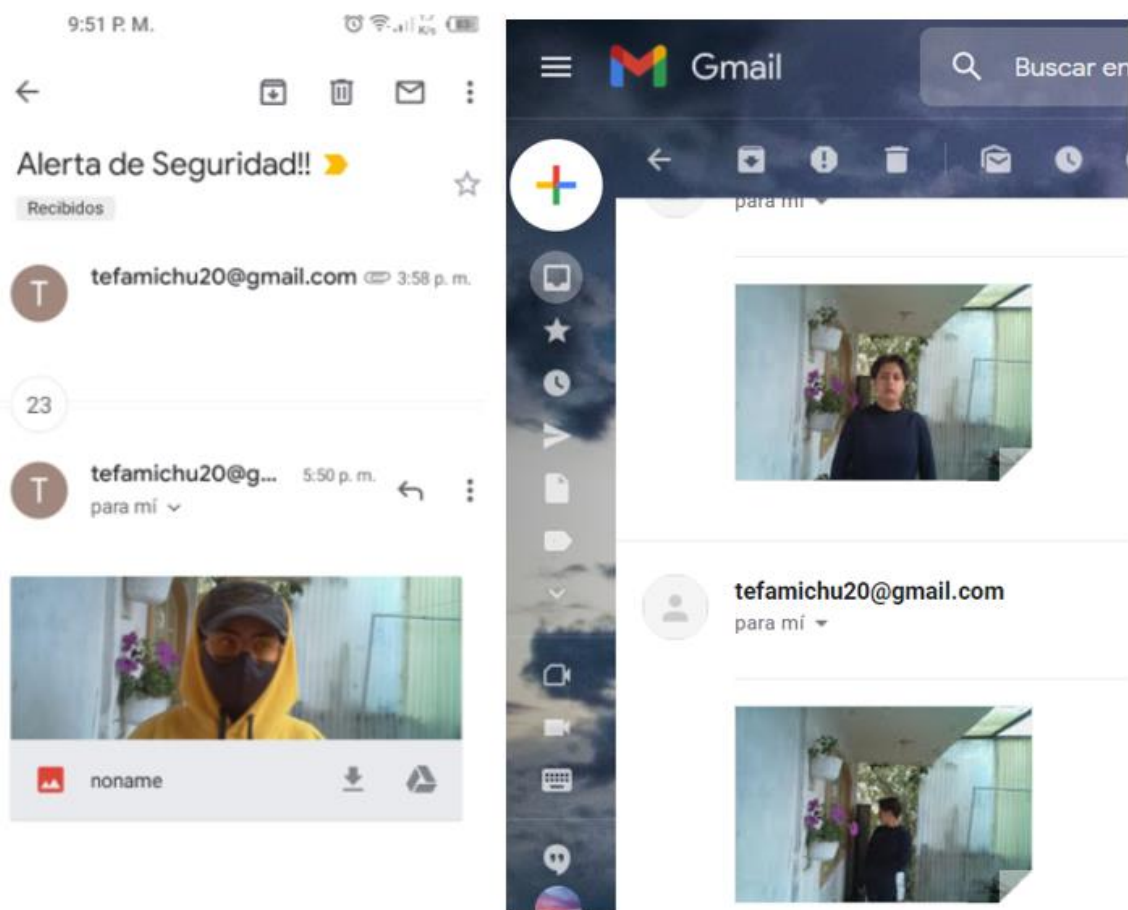 9:51 P. M.
K/s
Alerta de Seguridad!!
Recibidos
T
tefamichu20@gmail.com 3:58 p. m.
23
T
tefamichu20@g... 5:50 p. m.
para mí
noname
Gmail
Buscar en
para mí
tefamichu20@gmail.com
para mí